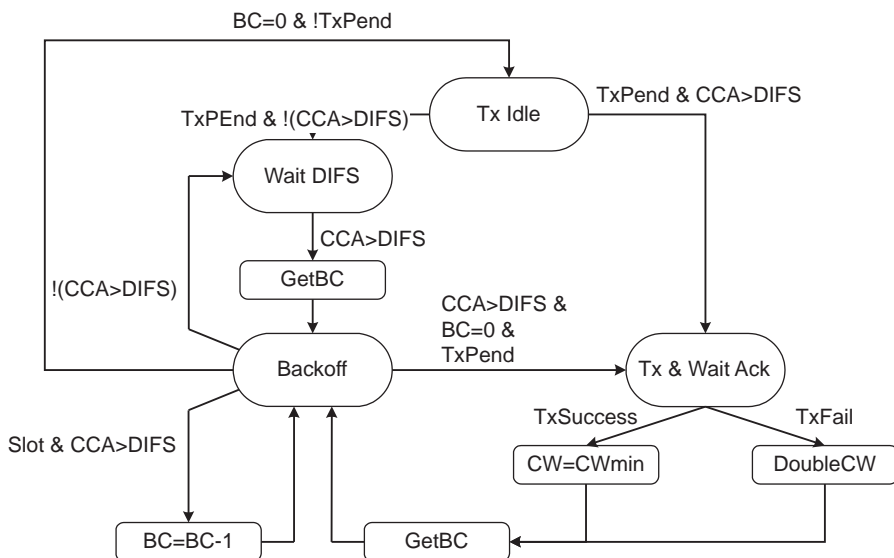 BC=0 & !TxPend
TxPend & CCA>DIFS
TxPEnd & !(CCA>DIFS)
Tx Idle
Wait DIFS
CCA>DIFS
GetBC
!(CCA>DIFS)
CCA>DIFS &
BC=0 &
TxPend
Backoff
Tx & Wait Ack
Slot & CCA>DIFS
TxSuccess
TxFail
CW=CWmin
DoubleCW
BC=BC-1
GetBC